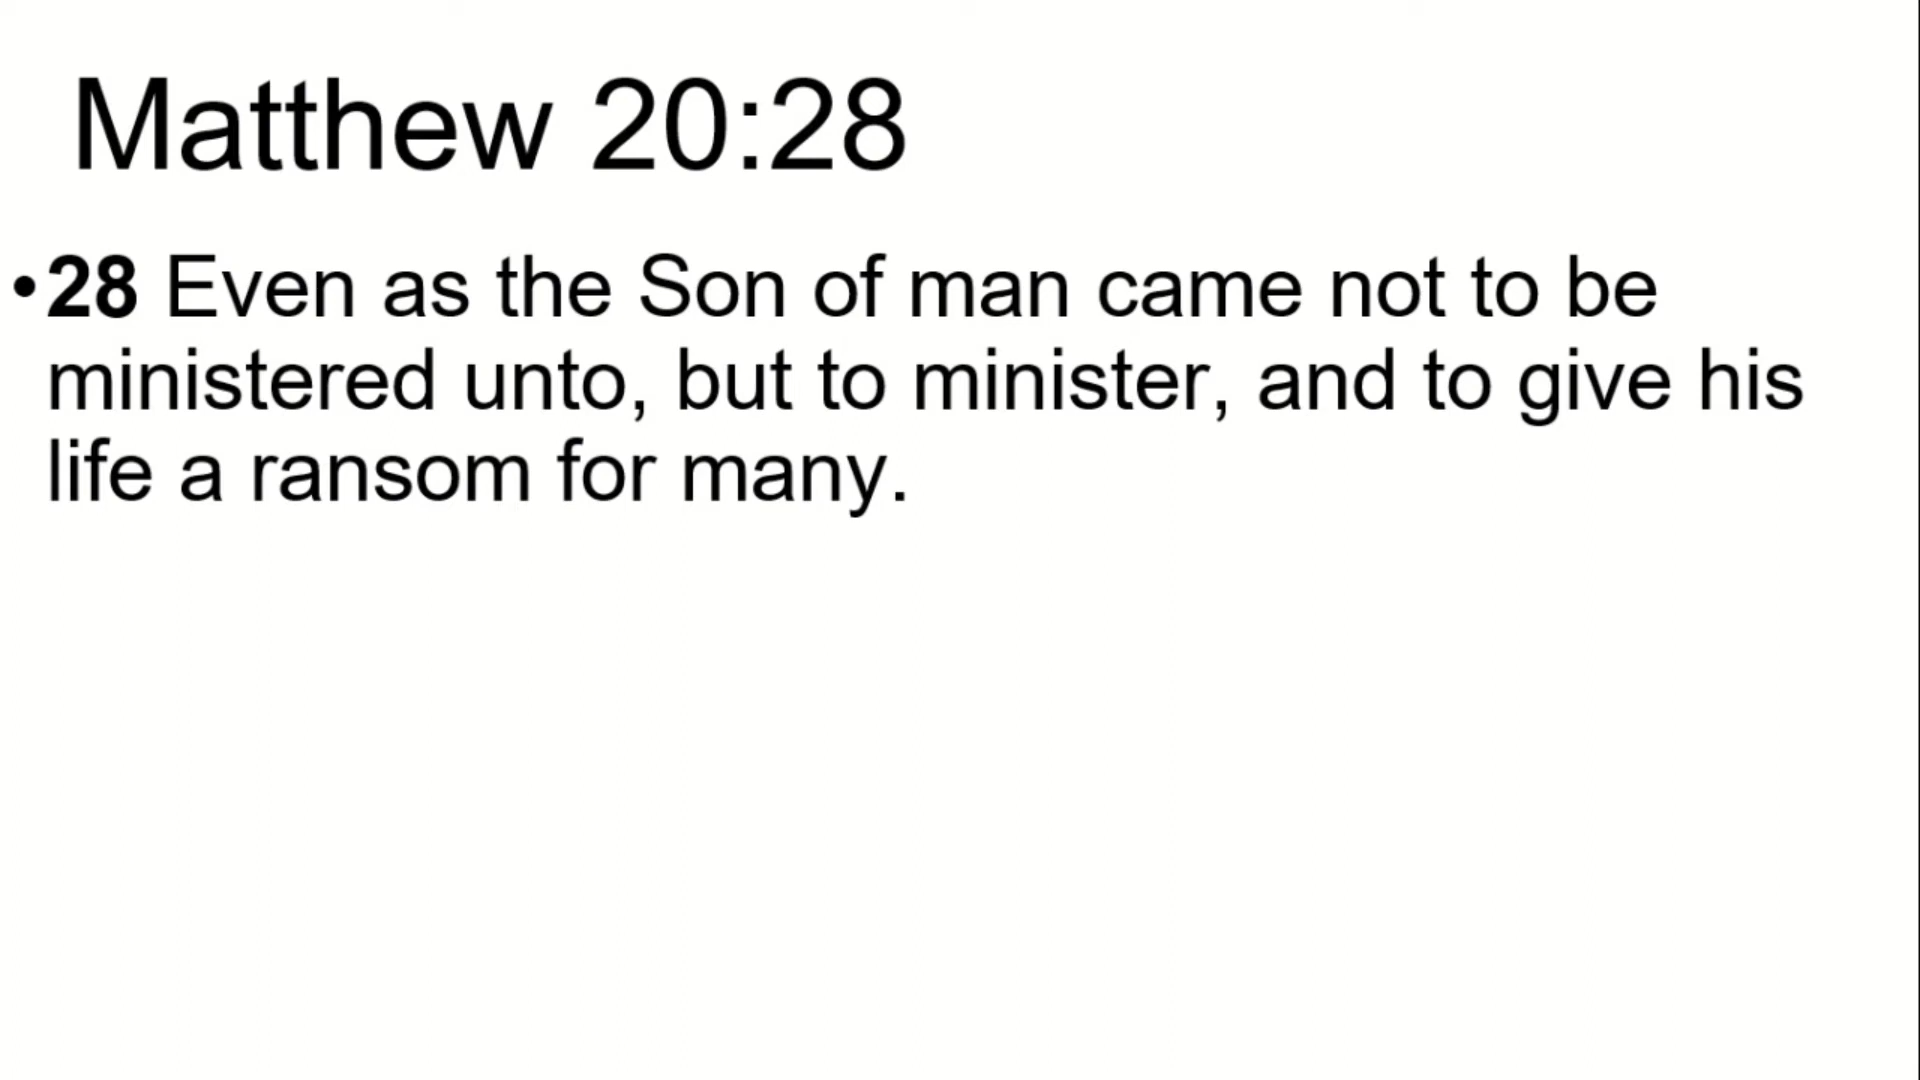 Matthew 20:28
•28 Even as the Son of man came not to be
ministered unto, but to minister, and to give his
life a ransom for many.